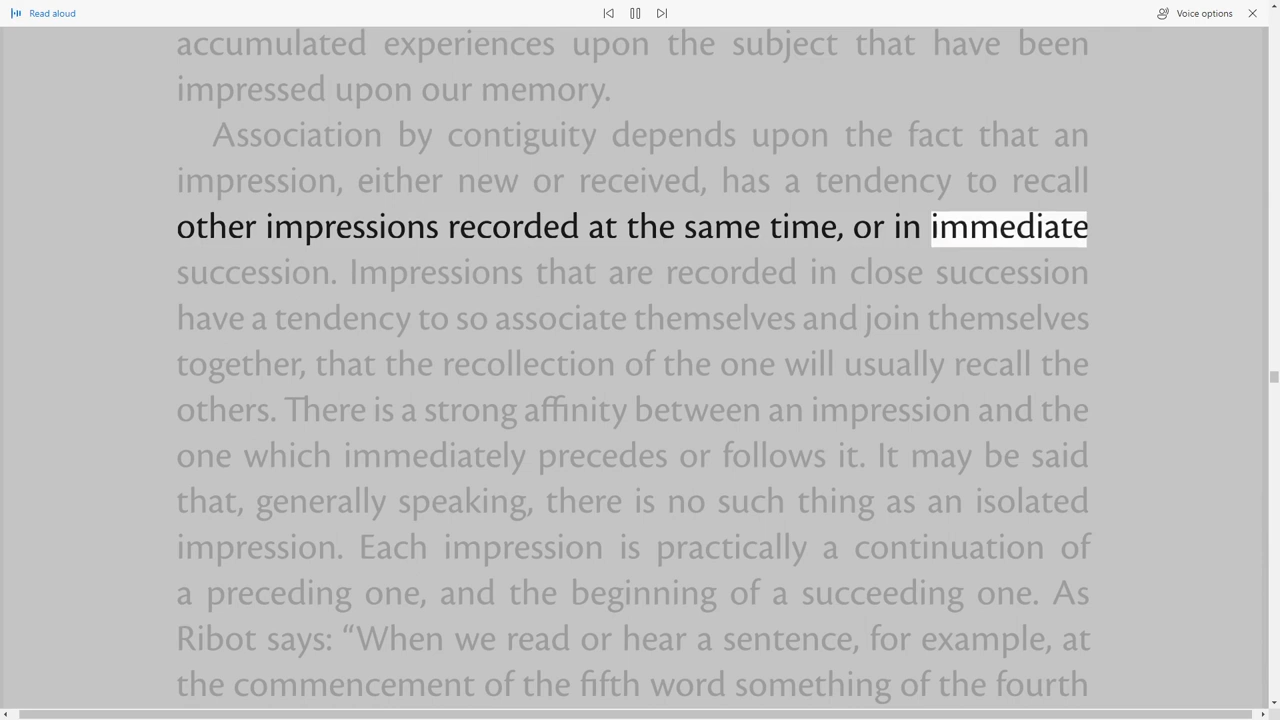 Read aloud
Voice options
accumulated experiences upon the subject that have been
impressed upon our memory.
Association by contiguity depends upon the fact that an
impression, either new or received, has a tendency to recall
other impressions recorded at the same time, or in immediate
succession. Impressions that are recorded in close succession
have a tendency to so associate themselves and join themselves
together, that the recollection of the one will usually recall the
others. There is a strong affinity between an impression and the
one which immediately precedes or follows it. It may be said
that, generally speaking, there is no such thing as an isolated
impression. Each impression is practically a continuation of
a preceding one, and the beginning of a succeeding one. As
Ribot says: “When we read or hear a sentence, for example, at
the commencement of the fifth word something of the fourth